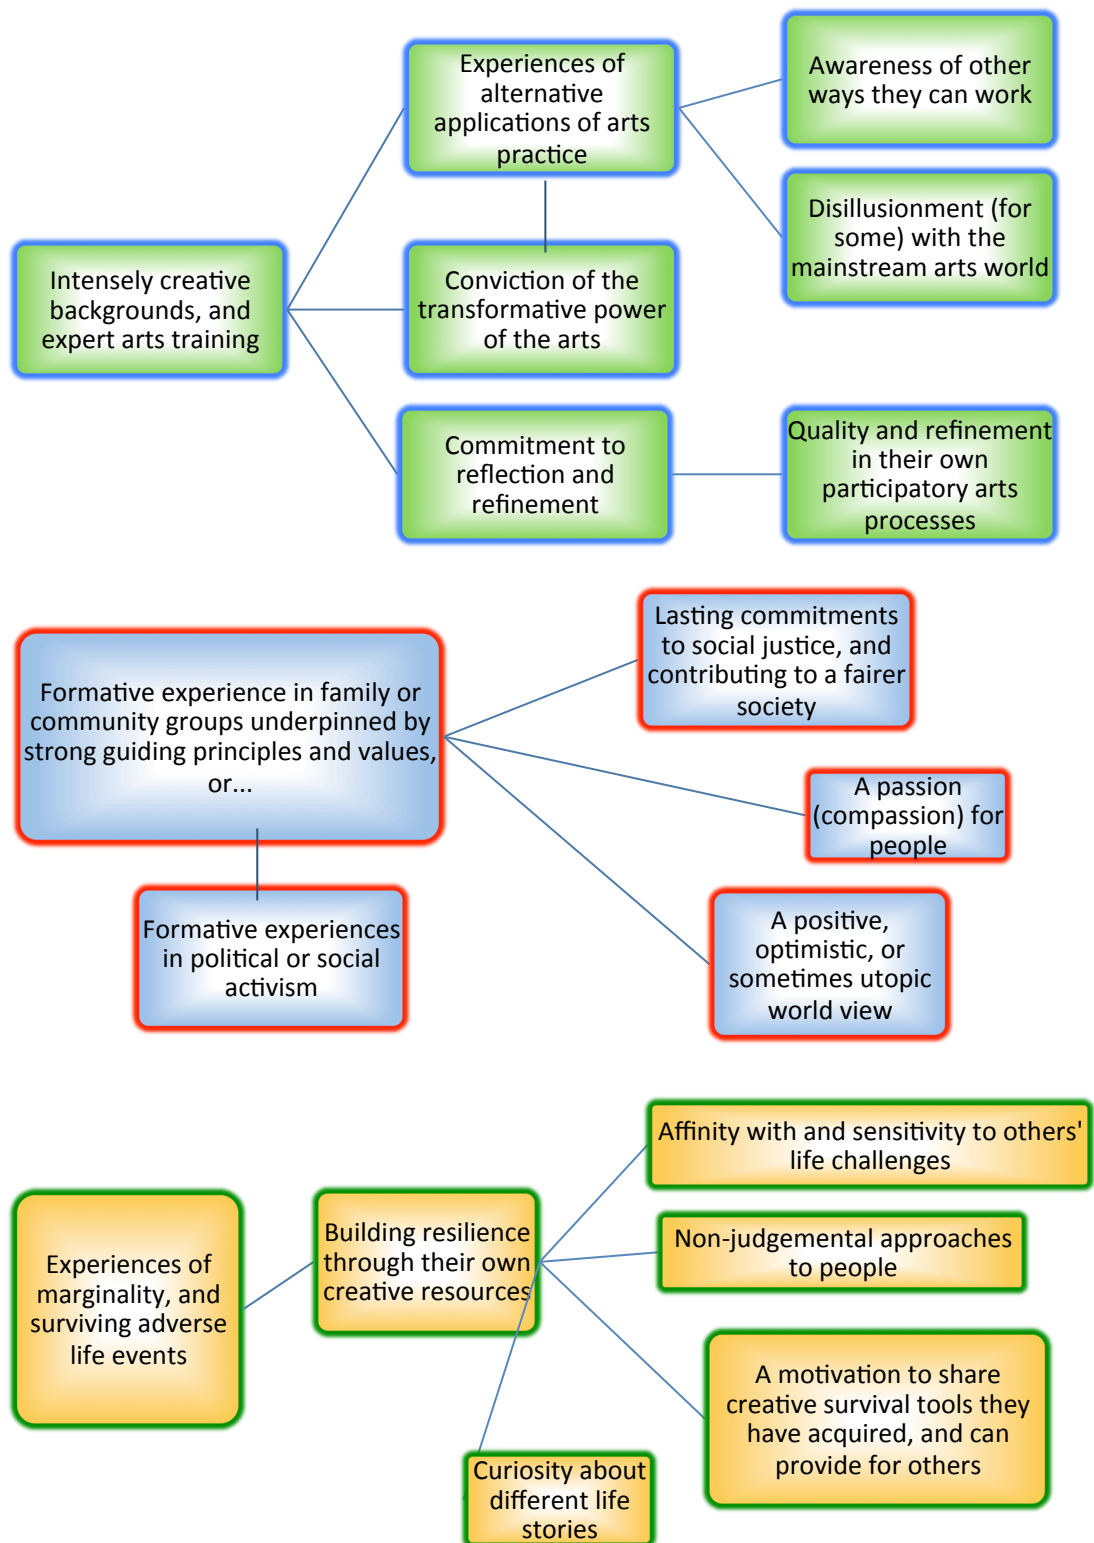 Experiences of
alternative
applications of arts
practice
Awareness of other
ways they can work
Disillusionment (for
some) with the
mainstream arts world
Intensely creative
backgrounds, and
expert arts training
Conviction of the
transformative power
of the arts
Commitment to
reflection and
refinement
Quality and refinement
in their own
participatory arts
processes
Lasting commitments
to social justice, and
contributing to a fairer
society
Formative experience in family or
community groups underpinned by
strong guiding principles and values,
or...
A passion
(compassion) for
people
Formative experiences
in political or social
activism
A positive,
optimistic, or
sometimes utopic
world view
Affinity with and sensitivity to others'
life challenges
Experiences of
marginality, and
surviving adverse
life events
Building resilience
through their own
creative resources
Non-judgemental approaches
to people
A motivation to share
creative survival tools they
have acquired, and can
provide for others
Curiosity about
different life
stories